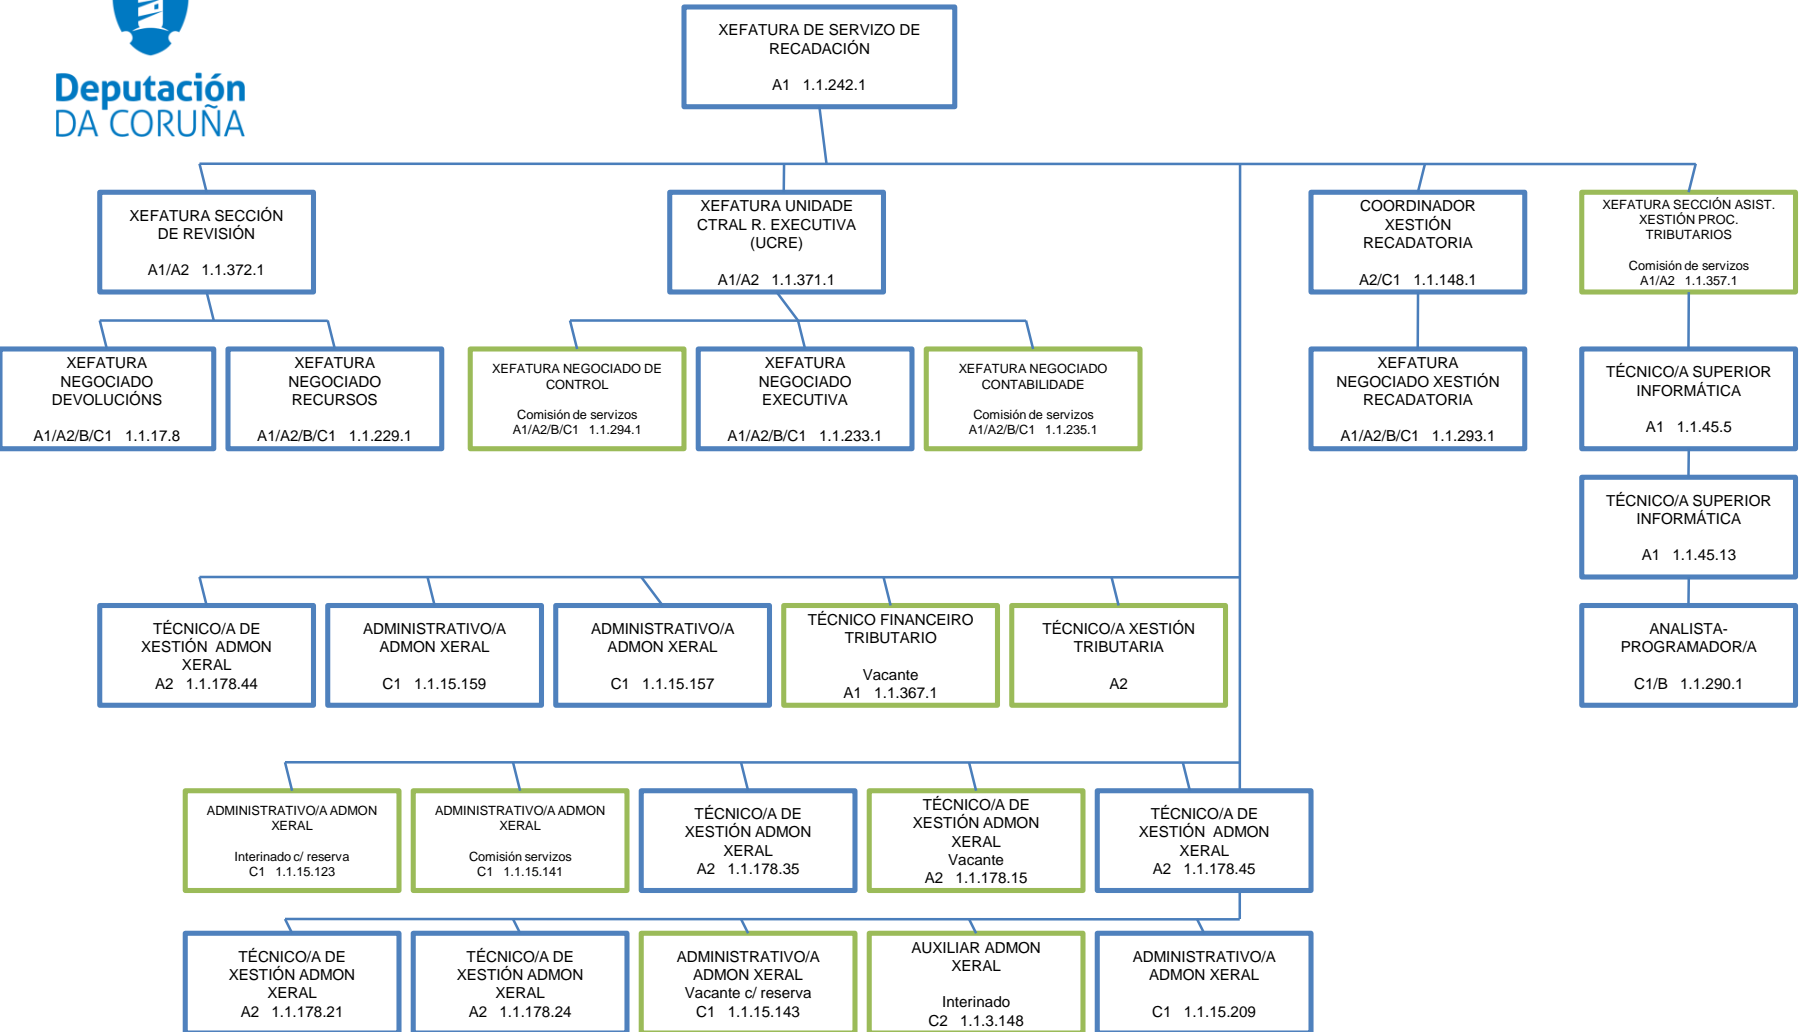 Deputación
DA CORUÑA
XEFATURA DE SERVIZO DE
RECADACIÓN
A1 1.1.242.1
XEFATURA SECCIÓN
DE REVISIÓN
A1/A2 1.1.372.1
XEFATURA UNIDADE
CTRAL R. EXECUTIVA
(UCRE)
A1/A2 1.1.371.1
COORDINADOR
XESTIÓN
RECADATORIA
A2/C1 1.1.148.1
XEFATURA SECCIÓN ASIST.
XESTIÓN PROC.
TRIBUTARIOS
Comisión de servizos
A1/A2 1.1.357.1
XEFATURA
NEGOCIADO
DEVOLUCIÓNS
A1/A2/B/C1 1.1.17.8
XEFATURA
NEGOCIADO
RECURSOS
A1/A2/B/C1 1.1.229.1
XEFATURA NEGOCIADO DE
CONTROL
Comisión de servizos
A1/A2/B/C1 1.1.294.1
XEFATURA
NEGOCIADO
EXECUTIVA
A1/A2/B/C1 1.1.233.1
XEFATURA NEGOCIADO
CONTABILIDADE
Comisión de servizos
A1/A2/B/C1 1.1.235.1
XEFATURA
NEGOCIADO XESTIÓN
RECADATORIA
A1/A2/B/C1 1.1.293.1
TÉCNICO/A SUPERIOR
INFORMÁTICA
A1 1.1.45.5
TÉCNICO/A SUPERIOR
INFORMÁTICA
A1 1.1.45.13
TÉCNICO/A DE
XESTIÓN ADMON
XERAL
A2 1.1.178.44
ADMINISTRATIVO/A
ADMON XERAL
C1 1.1.15.159
ADMINISTRATIVO/A
ADMON XERAL
C1 1.1.15.157
TÉCNICO FINANCEIRO
TRIBUTARIO
Vacante
A1 1.1.367.1
TÉCNICO/A XESTIÓN
TRIBUTARIA
A2
ANALISTA-
PROGRAMADOR/A
C1/B 1.1.290.1
ADMINISTRATIVO/A ADMON
XERAL
Interinado c/ reserva
C1 1.1.15.123
ADMINISTRATIVO/A ADMON
XERAL
Comisión servizos
C1 1.1.15.141
TÉCNICO/A DE
XESTIÓN ADMON
XERAL
A2 1.1.178.35
TÉCNICO/A DE
XESTIÓN ADMON
XERAL
Vacante
A2 1.1.178.15
TÉCNICO/A DE
XESTIÓN ADMON
XERAL
A2 1.1.178.45
TÉCNICO/A DE
XESTIÓN ADMON
XERAL
A2 1.1.178.21
TÉCNICO/A DE
XESTIÓN ADMON
XERAL
A2 1.1.178.24
ADMINISTRATIVO/A
ADMON XERAL
Vacante c/ reserva
C1 1.1.15.143
AUXILIAR ADMON
XERAL
Interinado
C2 1.1.3.148
ADMINISTRATIVO/A
ADMON XERAL
C1 1.1.15.209